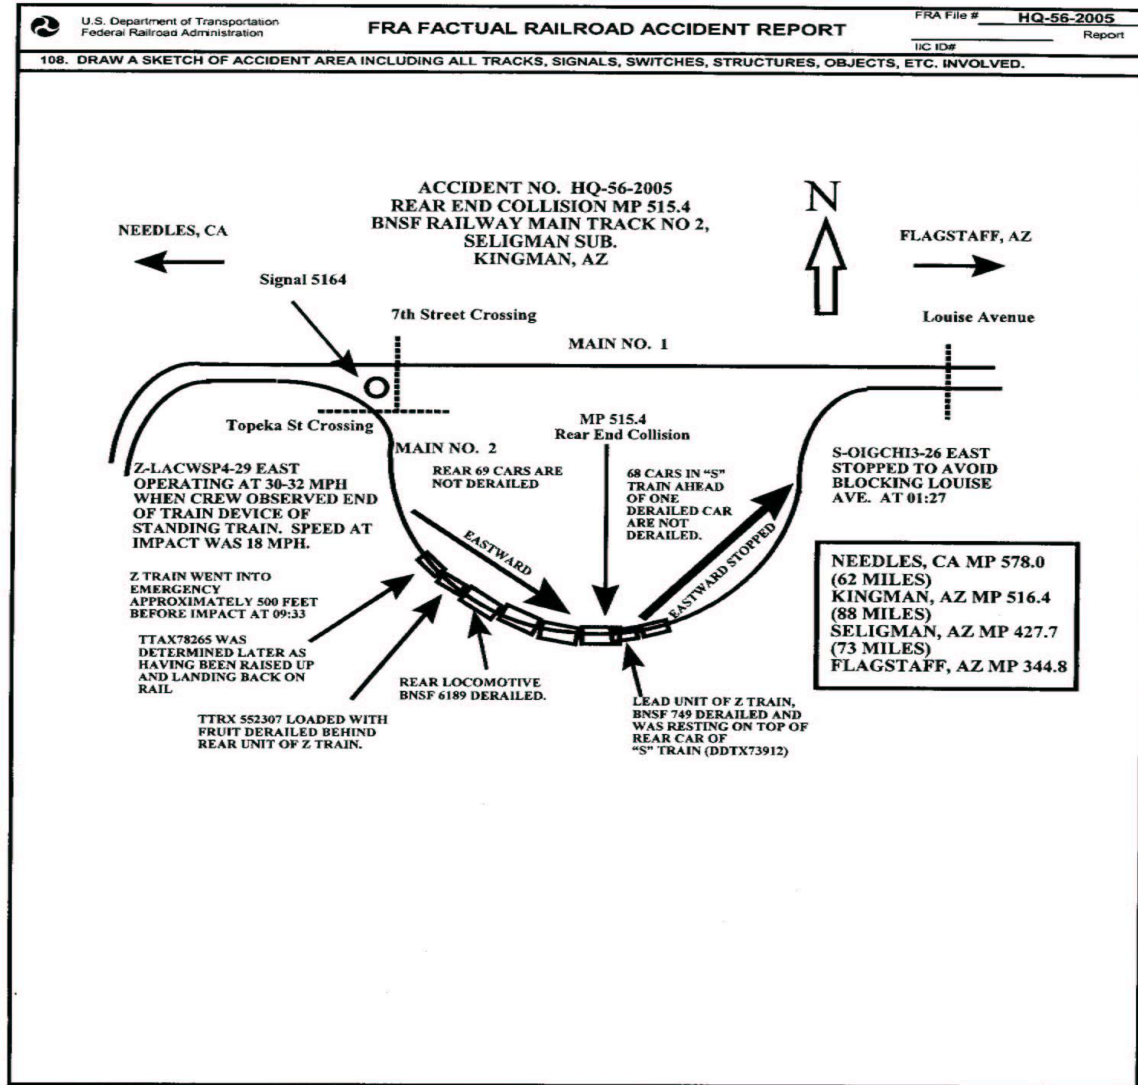 U.S. Department of Transportation
Federal Railroad Administration
FRA FACTUAL RAILROAD ACCIDENT REPORT
FRA File # HQ-56-2005
Report
IIC ID#
108. DRAW A SKETCH OF ACCIDENT AREA INCLUDING ALL TRACKS, SIGNALS, SWITCHES, STRUCTURES, OBJECTS, ETC. INVOLVED.
ACCIDENT NO. HQ-56-2005
REAR END COLLISION MP 515.4
BNSF RAILWAY MAIN TRACK NO 2,
SELIGMAN SUB.
KINGMAN, AZ
N
NEEDLES, CA
FLAGSTAFF, AZ
Signal 5164
7th Street Crossing
Louise Avenue
MAIN NO. 1
Topeka St Crossing
MP 515.4
Rear End Collision
MAIN NO. 2
Z-LACWSP4-29 EAST
OPERATING AT 30-32 MPH
WHEN CREW OBSERVED END
OF TRAIN DEVICE OF
STANDING TRAIN. SPEED AT
IMPACT WAS 18 MPH.
REAR 69 CARS ARE
NOT DERAILED
68 CARS IN “S”
TRAIN AHEAD
OF ONE
DERAILED CAR
ARE NOT
DERAILED.
S-OIGCHI3-26 EAST
STOPPED TO AVOID
BLOCKING LOUISE
AVE. AT 01:27
EASTWARD
EASTWARD STOPPED
Z TRAIN WENT INTO
EMERGENCY
APPROXIMATELY 500 FEET
BEFORE IMPACT AT 09:33
NEEDLES, CA MP 578.0
(62 MILES)
KINGMAN, AZ MP 516.4
(88 MILES)
SELIGMAN, AZ MP 427.7
(73 MILES)
FLAGSTAFF, AZ MP 344.8
TTAX78265 WAS
DETERMINED LATER AS
HAVING BEEN RAISED UP
AND LANDING BACK ON
RAIL
REAR LOCOMOTIVE
BNSF 6189 DERAILED.
TTRX 552307 LOADED WITH
FRUIT DERAILED BEHIND
REAR UNIT OF Z TRAIN.
LEAD UNIT OF Z TRAIN,
BNSF 749 DERAILED AND
WAS RESTING ON TOP OF
REAR CAR OF
“S” TRAIN (DDTX73912)